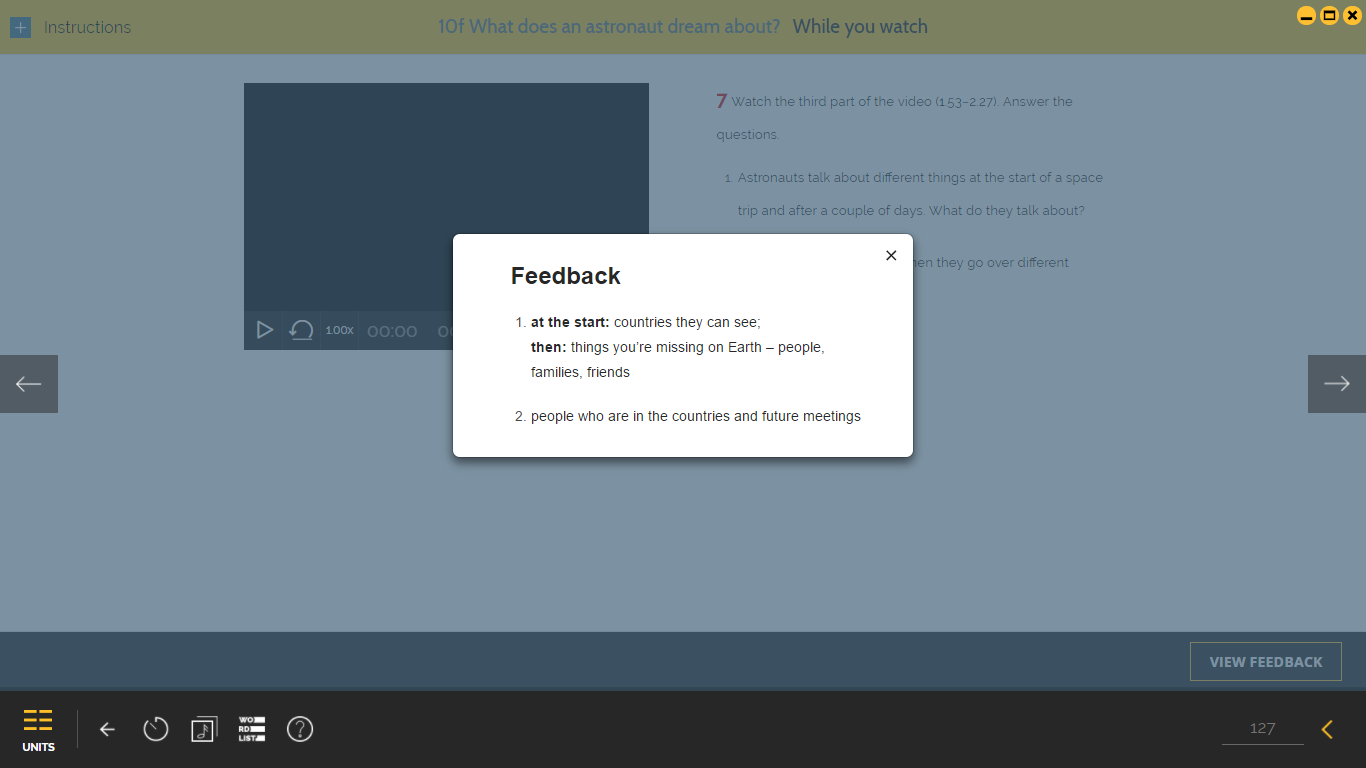 Instructions
10f What does an astronaut dream about? While you watch
7 Watch the third part of the video (1.53–2.27). Answer the
questions.
1. Astronauts talk about different things at the start of a space
trip and after a couple of days. What do they talk about?
they go over different
1.00x 00:00
Feedback
1. at the start: countries they can see;
then: things you’re missing on Earth – people,
families, friends
2. people who are in the countries and future meetings
VIEW FEEDBACK
WO
RD
LIST
UNITS
127